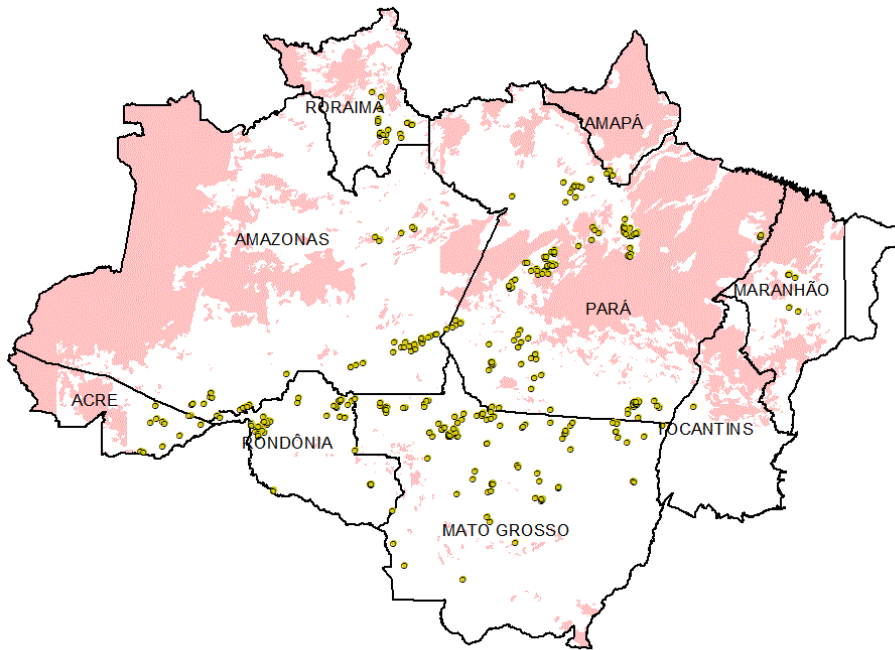 RORAIMA
AMAPÁ
AMAZONAS
MARANHÃO
PARÁ
ACRE
TOCANTINS
RONDÔNIA
MATO GROSSO